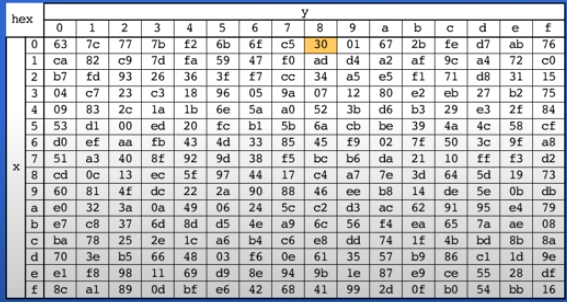 hex y
0 1 2 3 4 5 6 7 8 9 a b c d e f
x
0 63 7c 77 7b f2 6b 6f c5 30 01 67 2b fe d7 ab 76
1 ca 82 c9 7d fa 59 47 f0 ad d4 a2 af 9c a4 72 c0
2 b7 fd 93 26 36 3f f7 cc 34 a5 e5 f1 71 d8 31 15
3 04 c7 23 c3 18 96 05 9a 07 12 80 e2 eb 27 b2 75
4 09 83 2c 1a 1b 6e 5a a0 52 3b d6 b3 29 e3 2f 84
5 53 d1 00 ed 20 fc b1 5b 6a cb be 39 4a 4c 58 cf
6 d0 ef aa fb 43 4d 33 85 45 f9 02 7f 50 3c 9f a8
7 51 a3 40 8f 92 9d 38 f5 bc b6 da 21 10 ff f3 d2
8 cd 0c 13 ec 5f 97 44 17 c4 a7 7e 3d 64 5d 19 73
9 60 81 4f dc 22 2a 90 88 46 ee b8 14 de 5e 0b db
a e0 32 3a 0a 49 06 24 5c c2 d3 ac 62 91 95 e4 79
b e7 c8 37 6d 8d d5 4e a9 6c 56 f4 ea 65 7a ae 08
c ba 78 25 2e 1c a6 b4 c6 e8 dd 74 1f 4b bd 8b 8a
d 70 3e b5 66 48 03 f6 0e 61 35 57 b9 86 c1 1d 9e
e e1 f8 98 11 69 d9 8e 94 9b 1e 87 e9 ce 55 28 df
f 8c a1 89 0d bf e6 42 68 41 99 2d 0f b0 54 bb 16